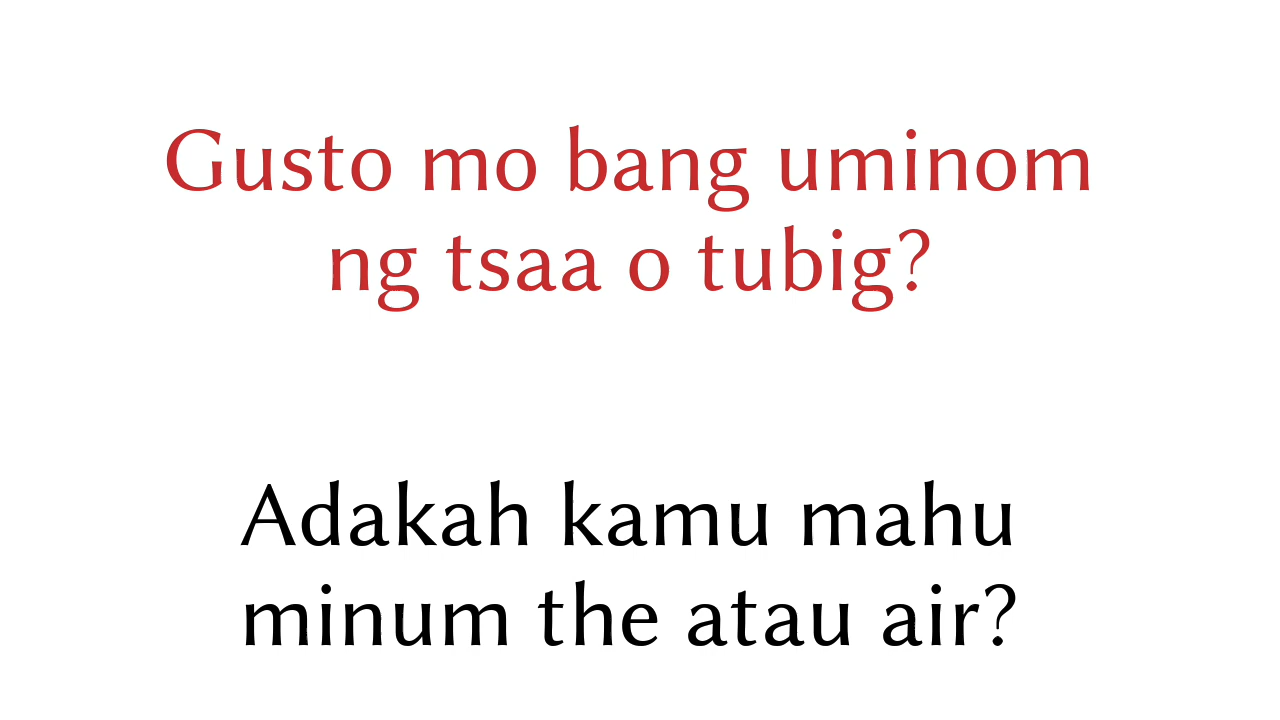 Gusto mo bang uminom
ng tsaa o tubig?
Adakah kamu mahu
minum the atau air?